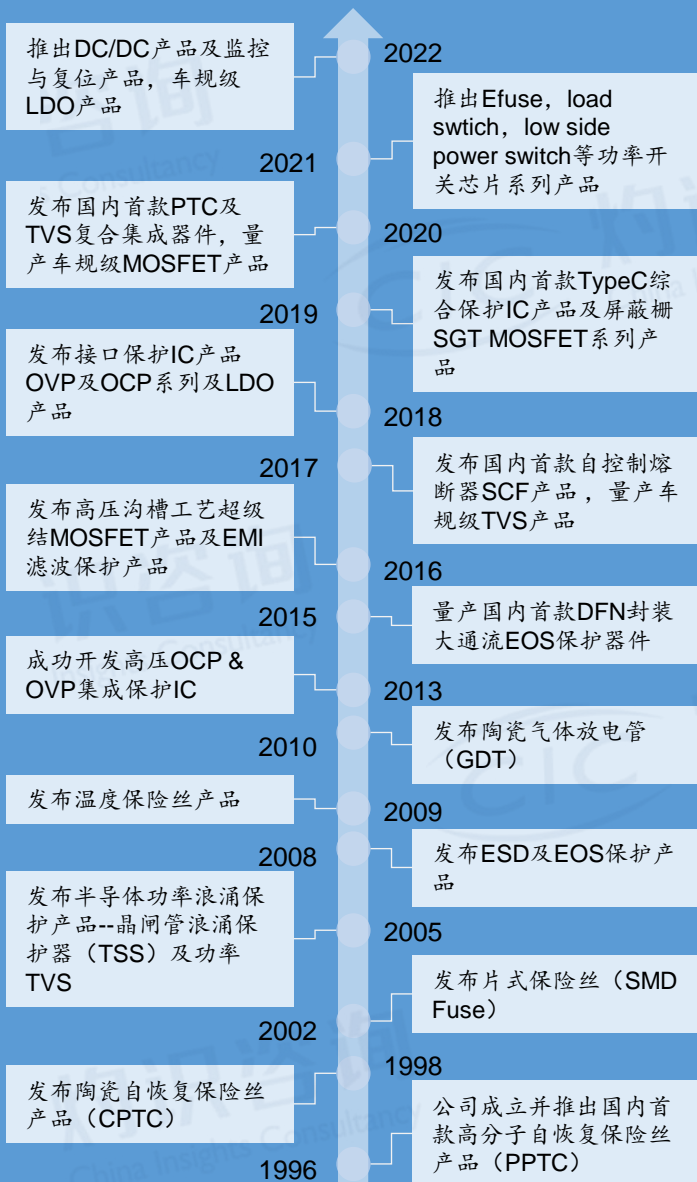 推出DC/DC产品及监控
与复位产品，车规级
LDO产品
2022
推出Efuse，load
swtich，low side
power switch等功率开
关芯片系列产品
2021
发布国内首款PTC及
TVS复合集成器件，量
产车规级MOSFET产品
2020
发布国内首款TypeC综
合保护IC产品及屏蔽栅
SGT MOSFET系列产
品
2019
发布接口保护IC产品
OVP及OCP系列及LDO
产品
2018
发布国内首款自控制熔
断器SCF产品，量产车
规级TVS产品
2017
发布高压沟槽工艺超级
结MOSFET产品及EMI
滤波保护产品
2016
量产国内首款DFN封装
大通流EOS保护器件
2015
成功开发高压OCP &
OVP集成保护IC
2013
发布陶瓷气体放电管
（GDT）
2010
发布温度保险丝产品
2009
发布ESD及EOS保护产
品
2008
发布半导体功率浪涌保
护产品--晶闸管浪涌保
护器（TSS）及功率
TVS
2005
发布片式保险丝（SMD
Fuse）
2002
发布陶瓷自恢复保险丝
产品（CPTC）
1998
公司成立并推出国内首
款高分子自恢复保险丝
产品（PPTC）
1996
灼识咨询
China Insights Consultancy
CIC